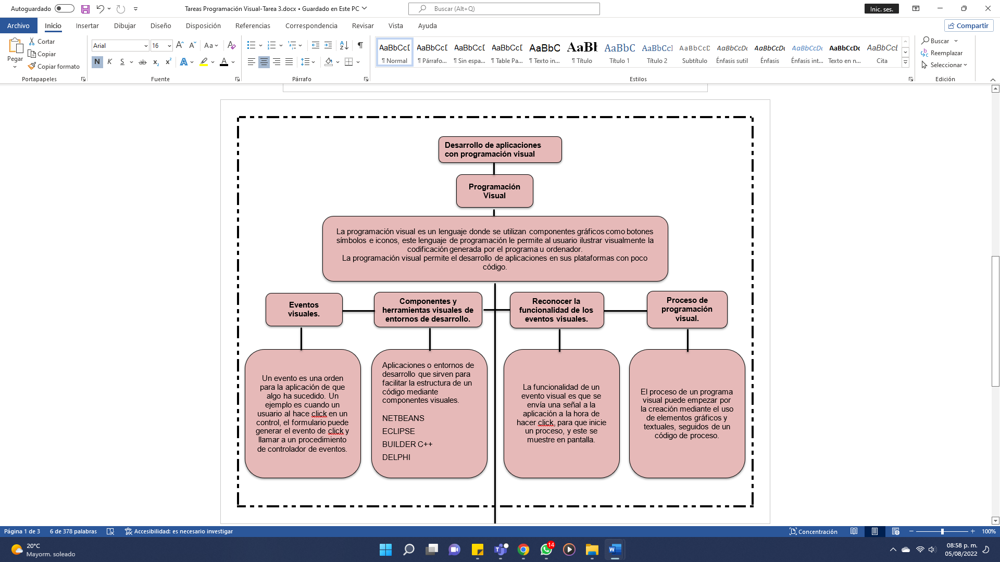 Autoguardado
Tareas Programación Visual-Tarea 3.docx • Guardado en Este PC
Buscar (Alt+Q)
Inic. ses.
Archivo
Inicio
Insertar
Dibujar
Diseño
Disposición
Referencias
Correspondencia
Revisar
Vista
Ayuda
Compartir
Pegar
Cortar
Copiar
Copiar formato
Portapapeles
Arial
16
N K S ab x₂ x² A A
Aa
Fuente
Párrafo
AaBbCcD
¶ Normal
AaBbCcD
¶ Párrafo...
AaBbCcD
¶ Sin espa...
AaBbCcD
¶ Table Pa...
AaBbC
¶ Texto in...
AaBb
¶ Título
AaBbC
Título 1
AaBbCc
Título 2
AaBbCcD
Subtítulo
AaBbCcDc
Énfasis sutil
AaBbCcDc
Énfasis
AaBbCcDc
Énfasis int...
AaBbCcDc
Texto en n...
AaBbCcL
Cita
Estilos
Buscar
Reemplazar
Seleccionar
Edición
Desarrollo de aplicaciones
con programación visual
Programación
Visual
La programación visual es un lenguaje donde se utilizan componentes gráficos como botones
símbolos e iconos, este lenguaje de programación le permite al usuario ilustrar visualmente la
codificación generada por el programa u ordenador.
La programación visual permite el desarrollo de aplicaciones en sus plataformas con poco
código.
Eventos
visuales.
Componentes y
herramientas visuales de
entornos de desarrollo.
Reconocer la
funcionalidad de los
eventos visuales.
Proceso de
programación
visual.
Un evento es una orden
para la aplicación de que
algo ha sucedido. Un
ejemplo es cuando un
usuario al hace click en un
control, el formulario puede
generar el evento de click y
llamar a un procedimiento
de controlador de eventos.
Aplicaciones o entornos de
desarrollo que sirven para
facilitar la estructura de un
código mediante
componentes visuales.
NETBEANS
ECLIPSE
BUILDER C++
DELPHI
La funcionalidad de un
evento visual es que se
envía una señal a la
aplicación a la hora de
hacer click, para que inicie
un proceso, y este se
muestre en pantalla.
El proceso de un programa
visual puede empezar por
la creación mediante el uso
de elementos gráficos y
textuales, seguidos de un
código de proceso.
Página 1 de 3
6 de 378 palabras
Accesibilidad: es necesario investigar
Concentración
100%
20°C
Mayorm. soleado
14
08:58 p. m.
05/08/2022